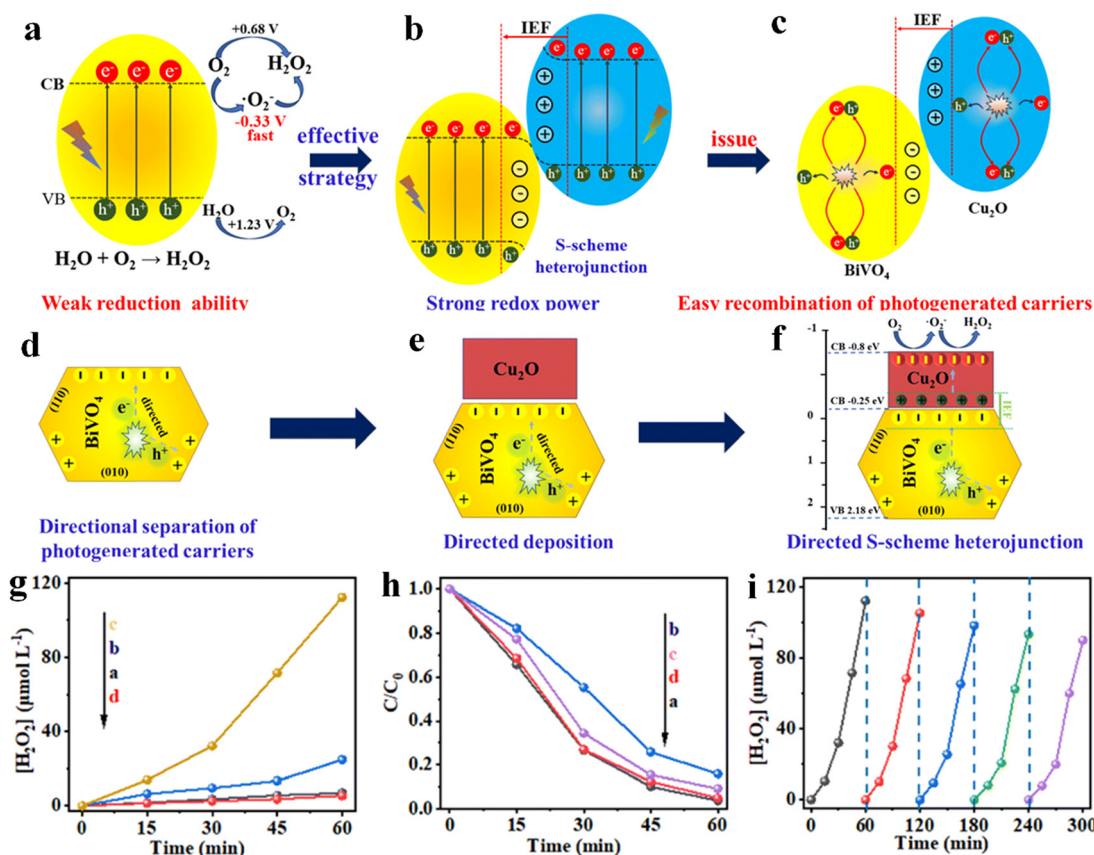 a
+0.68 V
O₂
H₂O₂
·O₂⁻
-0.33 V
fast
CB
e⁻ e⁻ e⁻
VB
h⁺ h⁺ h⁺
H₂O
+1.23 V
O₂
H₂O + O₂ → H₂O₂
Weak reduction ability
effective
strategy
b
IEF
e⁻ e⁻ e⁻ e⁻
+
+
+
e⁻ e⁻ e⁻ e⁻
h⁺ h⁺ h⁺ h⁺
-
-
-
h⁺ h⁺ h⁺ h⁺
S-scheme
heterojunction
Strong redox power
issue
c
IEF
e⁻ h⁺
+
+
+
h⁺
e⁻
e⁻ h⁺
Cu₂O
e⁻ h⁺
-
-
-
h⁺
e⁻
e⁻ h⁺
BiVO₄
Easy recombination of photogenerated carriers
d
(110)
BiVO₄
e⁻
directed
h⁺
(010)
Directional separation of
photogenerated carriers
e
Cu₂O
(110)
BiVO₄
e⁻
directed
h⁺
(010)
Directed deposition
f
O₂
·O₂⁻
H₂O₂
-1
0
1
2
CB -0.8 eV
CB -0.25 eV
VB 2.18 eV
Cu₂O
IEF
(110)
BiVO₄
e⁻
h⁺
(010)
Directed S-scheme heterojunction
g
[H₂O₂] (μmol L⁻¹)
120
80
40
0
c
b
a
d
0 15 30 45 60
Time (min)
h
C/C₀
1.0
0.8
0.6
0.4
0.2
0.0
b
c
d
a
0 15 30 45 60
Time (min)
i
[H₂O₂] (μmol L⁻¹)
120
80
40
0
0 60 120 180 240 300
Time (min)